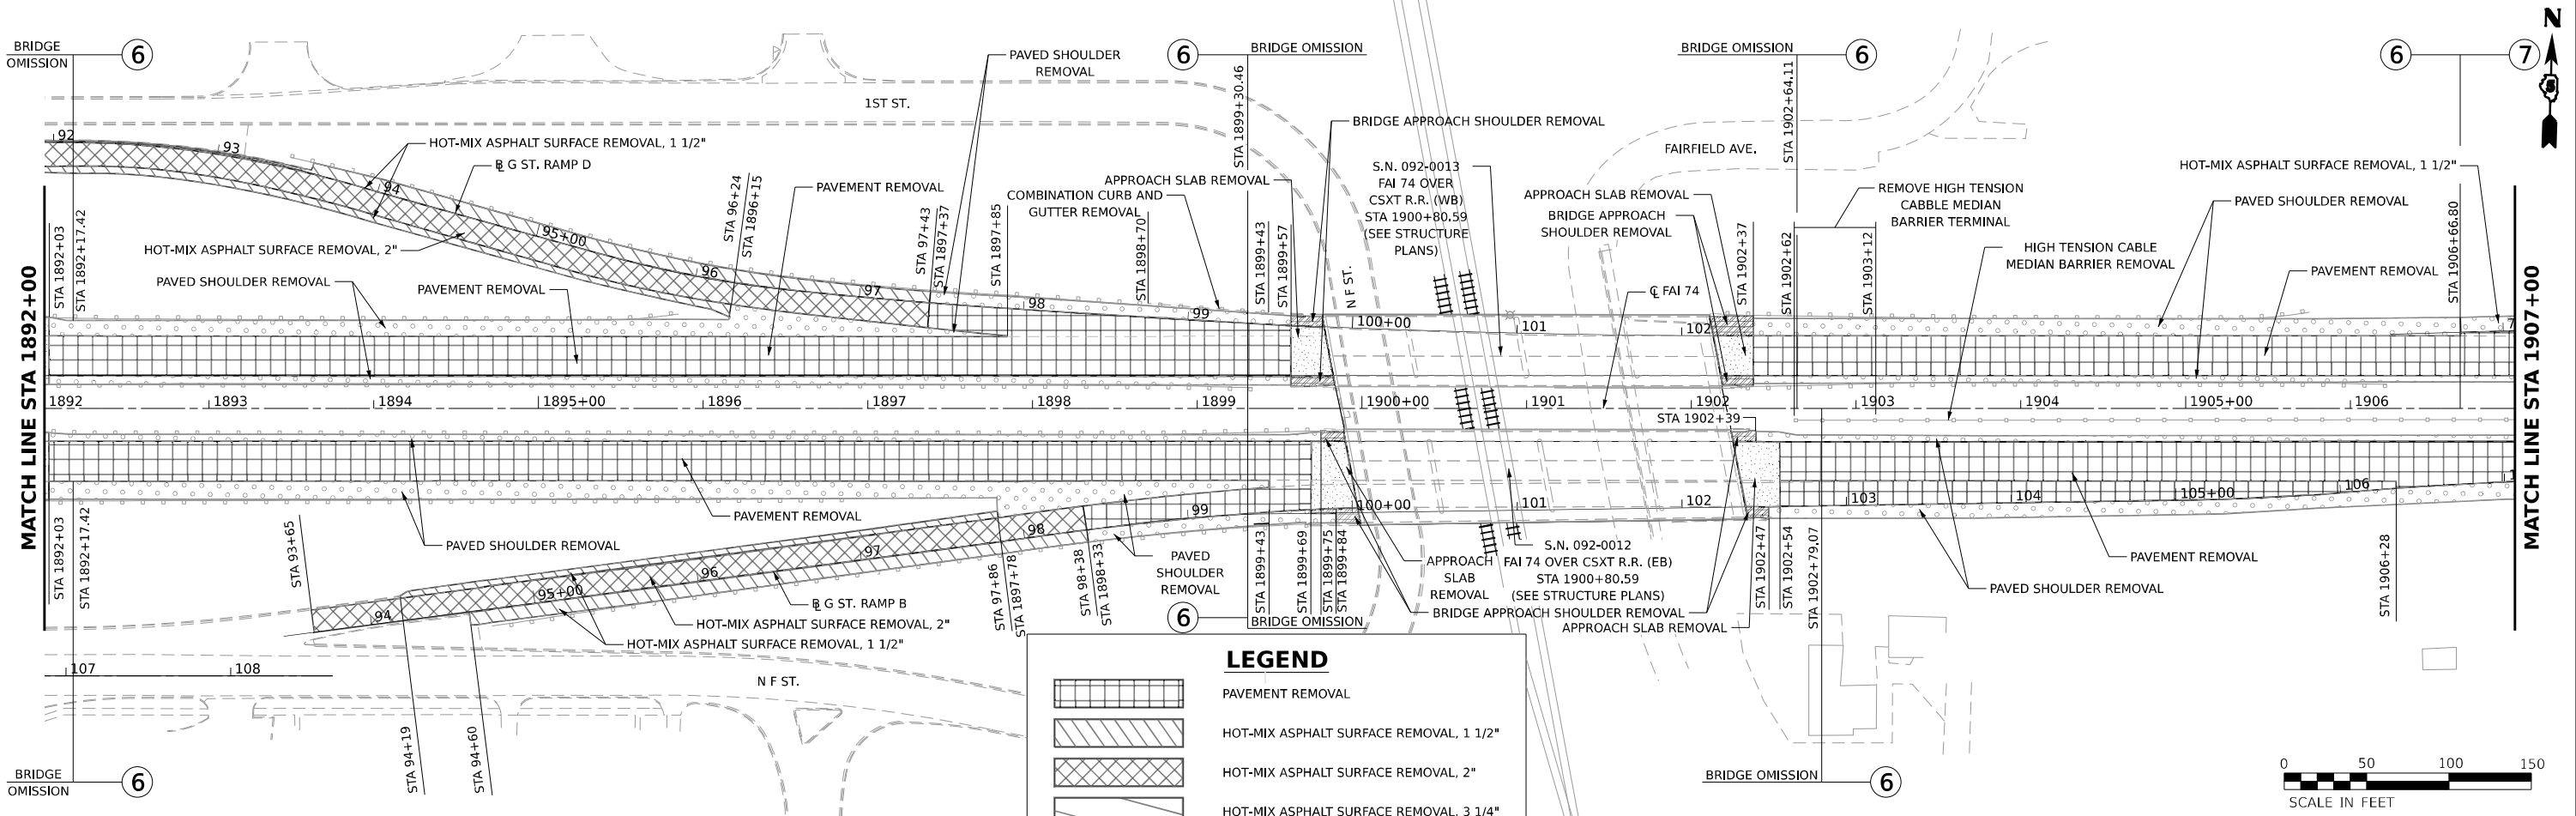 BRIDGE
OMISSION
6
PAVED SHOULDER
REMOVAL
6
BRIDGE OMISSION
STA 1899+30.46
BRIDGE OMISSION
6
STA 1902+64.11
6
7
N
1ST ST.
92
93
94
95+00
96
97
98
99
HOT-MIX ASPHALT SURFACE REMOVAL, 1 1/2"
℄ G ST. RAMP D
HOT-MIX ASPHALT SURFACE REMOVAL, 2"
PAVED SHOULDER REMOVAL
PAVEMENT REMOVAL
PAVEMENT REMOVAL
STA 1892+03
STA 1892+17.42
STA 96+24
STA 1896+15
STA 97+43
STA 1897+37
STA 1897+85
APPROACH SLAB REMOVAL
COMBINATION CURB AND
GUTTER REMOVAL
STA 1898+70
STA 1899+43
STA 1899+57
BRIDGE APPROACH SHOULDER REMOVAL
S.N. 092-0013
FAI 74 OVER
CSXT R.R. (WB)
STA 1900+80.59
(SEE STRUCTURE
PLANS)
N F ST.
FAIRFIELD AVE.
APPROACH SLAB REMOVAL
BRIDGE APPROACH
SHOULDER REMOVAL
℄ FAI 74
STA 1902+37
STA 1902+62
STA 1903+12
REMOVE HIGH TENSION
CABBLE MEDIAN
BARRIER TERMINAL
HIGH TENSION CABLE
MEDIAN BARRIER REMOVAL
HOT-MIX ASPHALT SURFACE REMOVAL, 1 1/2"
PAVED SHOULDER REMOVAL
PAVEMENT REMOVAL
STA 1906+66.80
100+00
101
102
7
MATCH LINE STA 1892+00
MATCH LINE STA 1907+00
1892
1893
1894
1895+00
1896
1897
1898
1899
1900+00
1901
1902
1903
1904
1905+00
1906
STA 1902+39
99
100+00
101
102
103
104
105+00
106
1
STA 1892+03
STA 1892+17.42
PAVED SHOULDER REMOVAL
PAVEMENT REMOVAL
STA 93+65
94
95+00
96
97
98
STA 97+86
STA 1897+78
STA 98+38
STA 1898+33
PAVED
SHOULDER
REMOVAL
STA 1899+43
STA 1899+69
STA 1899+75
STA 1899+84
APPROACH
SLAB
REMOVAL
S.N. 092-0012
FAI 74 OVER CSXT R.R. (EB)
STA 1900+80.59
(SEE STRUCTURE PLANS)
BRIDGE APPROACH SHOULDER REMOVAL
APPROACH SLAB REMOVAL
STA 1902+47
STA 1902+54
STA 1902+79.07
PAVEMENT REMOVAL
PAVED SHOULDER REMOVAL
STA 1906+28
℄ G ST. RAMP B
HOT-MIX ASPHALT SURFACE REMOVAL, 2"
HOT-MIX ASPHALT SURFACE REMOVAL, 1 1/2"
6
BRIDGE OMISSION
107
108
N F ST.
STA 94+19
STA 94+60
BRIDGE
OMISSION
6
BRIDGE OMISSION
6
LEGEND
PAVEMENT REMOVAL
HOT-MIX ASPHALT SURFACE REMOVAL, 1 1/2"
HOT-MIX ASPHALT SURFACE REMOVAL, 2"
HOT-MIX ASPHALT SURFACE REMOVAL, 3 1/4"
0
50
100
150
SCALE IN FEET